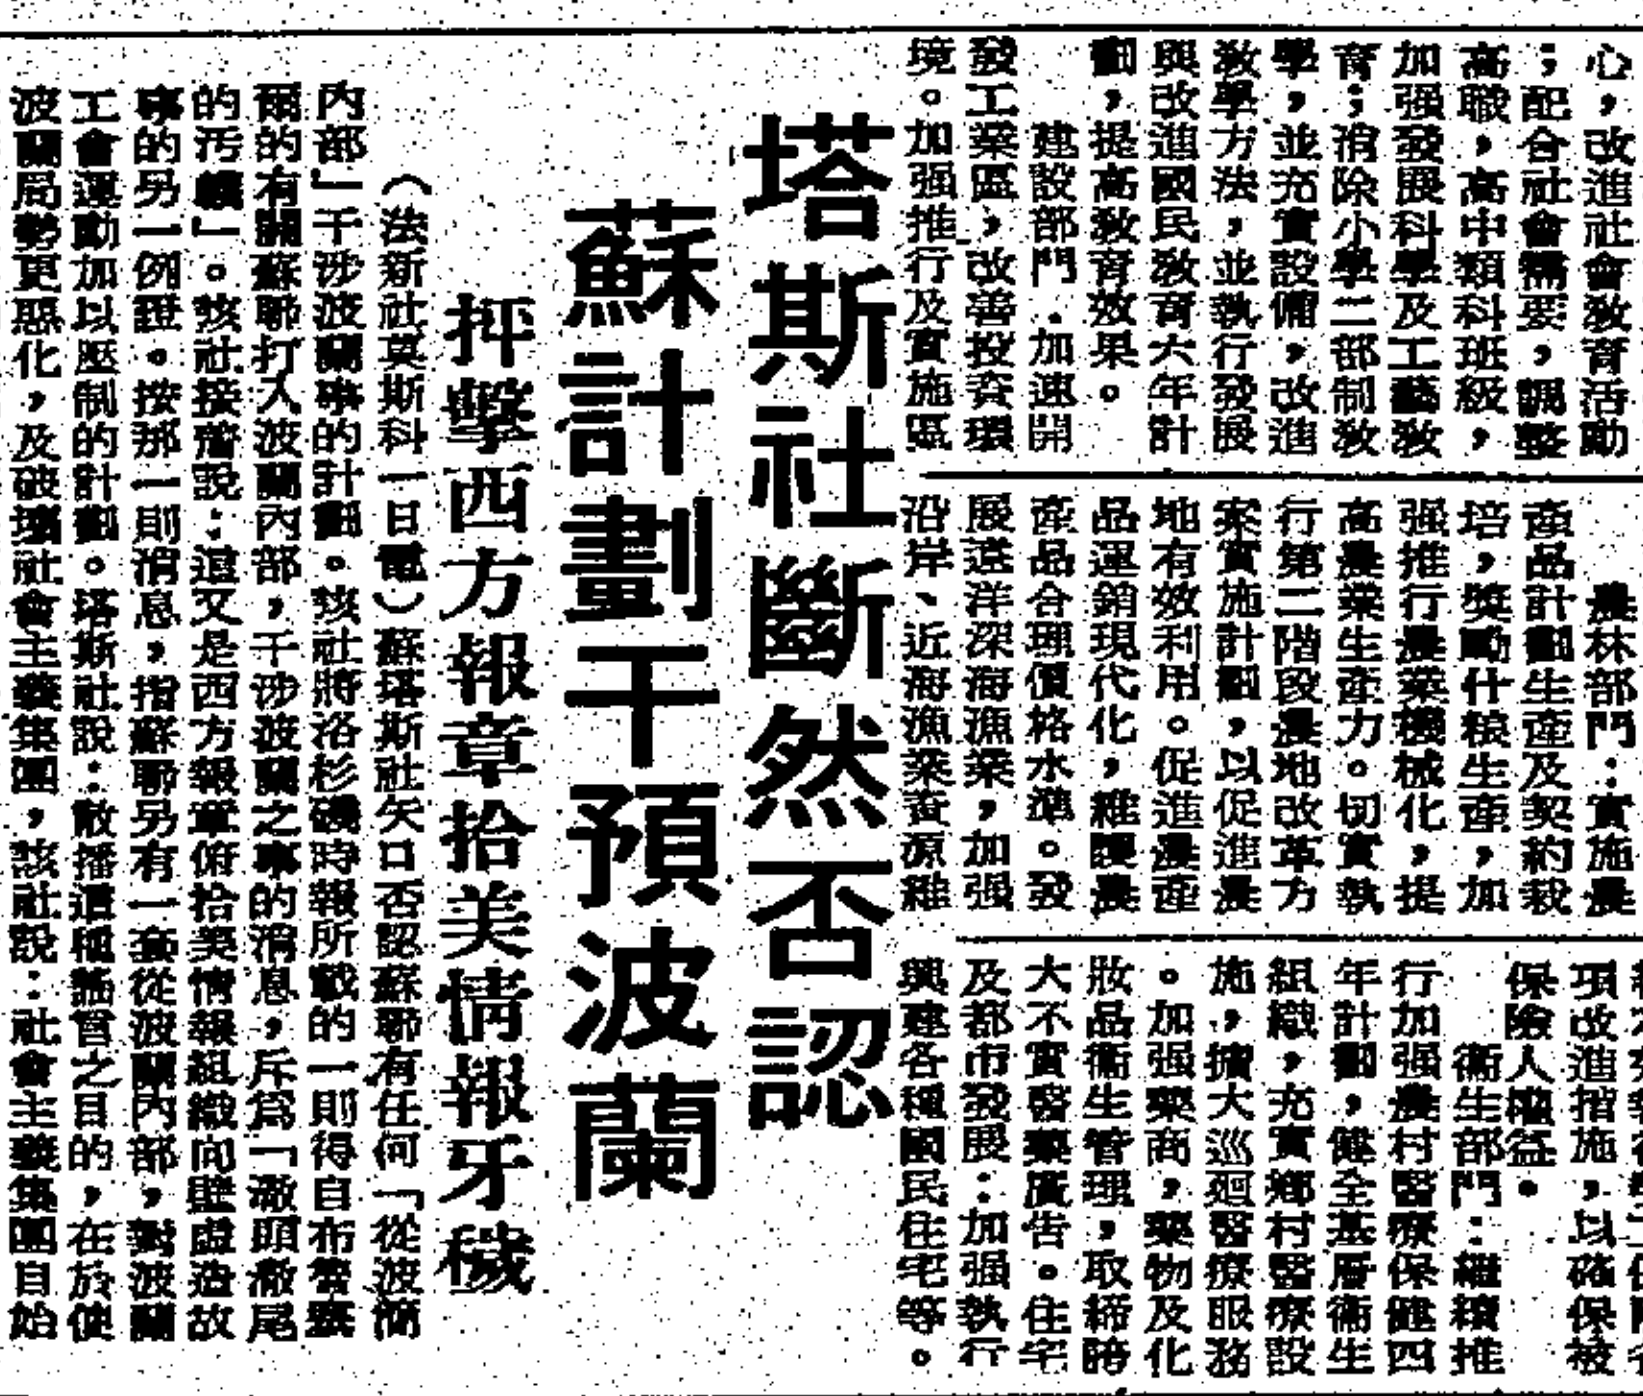 心，改進社會教育活動
；配合社會需要，調整
高職，高中類科班級，
加强發展科學及工藝教
育；消除小學二部制教
學，並充實設備，改進
教學方法，並執行發展
與改進國民教育六年計
劃，提高教育效果。
建設部門．加速開
發工業區，改善投資環
境。加强推行及實施區
農林部門：實施農
產品計劃生產及契約栽
培，獎勵什粮生產，加
强推行農業機械化，提
高農業生產力。切實執
行第二階段農地改革方
案實施計劃，以促進農
地有效利用。促進農產
品運銷現代化，維護農
產品合理價格水準。發
展遠洋深海漁業，加强
沿岸、近海漁業資源維
項改進措施，以確保被
保險人權益。
衞生部門：繼續推
行加强農村醫療保健四
年計劃，健全基層衞生
組織，充實鄉村醫療設
施，擴大巡廻醫療服務
。加强藥商，藥物及化
妝品衞生管理，取締誇
大不實醫藥廣告。住宅
及都市發展：加强執行
興建各種國民住宅等。
塔斯社斷然否認
蘇計劃干預波蘭
抨擊西方報章拾美情報牙穢
（法新社莫斯科一日電）蘇塔斯社矢口否認蘇聯有任何「從波蘭
內部」干涉波蘭事的計劃。該社將洛杉磯時報所載的一則得自布魯塞
爾的有關蘇聯打入波蘭內部，干涉波蘭之事的消息，斥爲「澈頭澈尾
的汚衊」。該社接着說：這又是西方報章俯拾美情報組織向壁虛造故
事的另一例證。按那一則消息，指蘇聯另有一套從波蘭內部，對波蘭
工會運動加以壓制的計劃。塔斯社說：散播這種謡言之目的，在於使
波蘭局勢更惡化，及破壞社會主義集團，該社說：社會主義集團自始